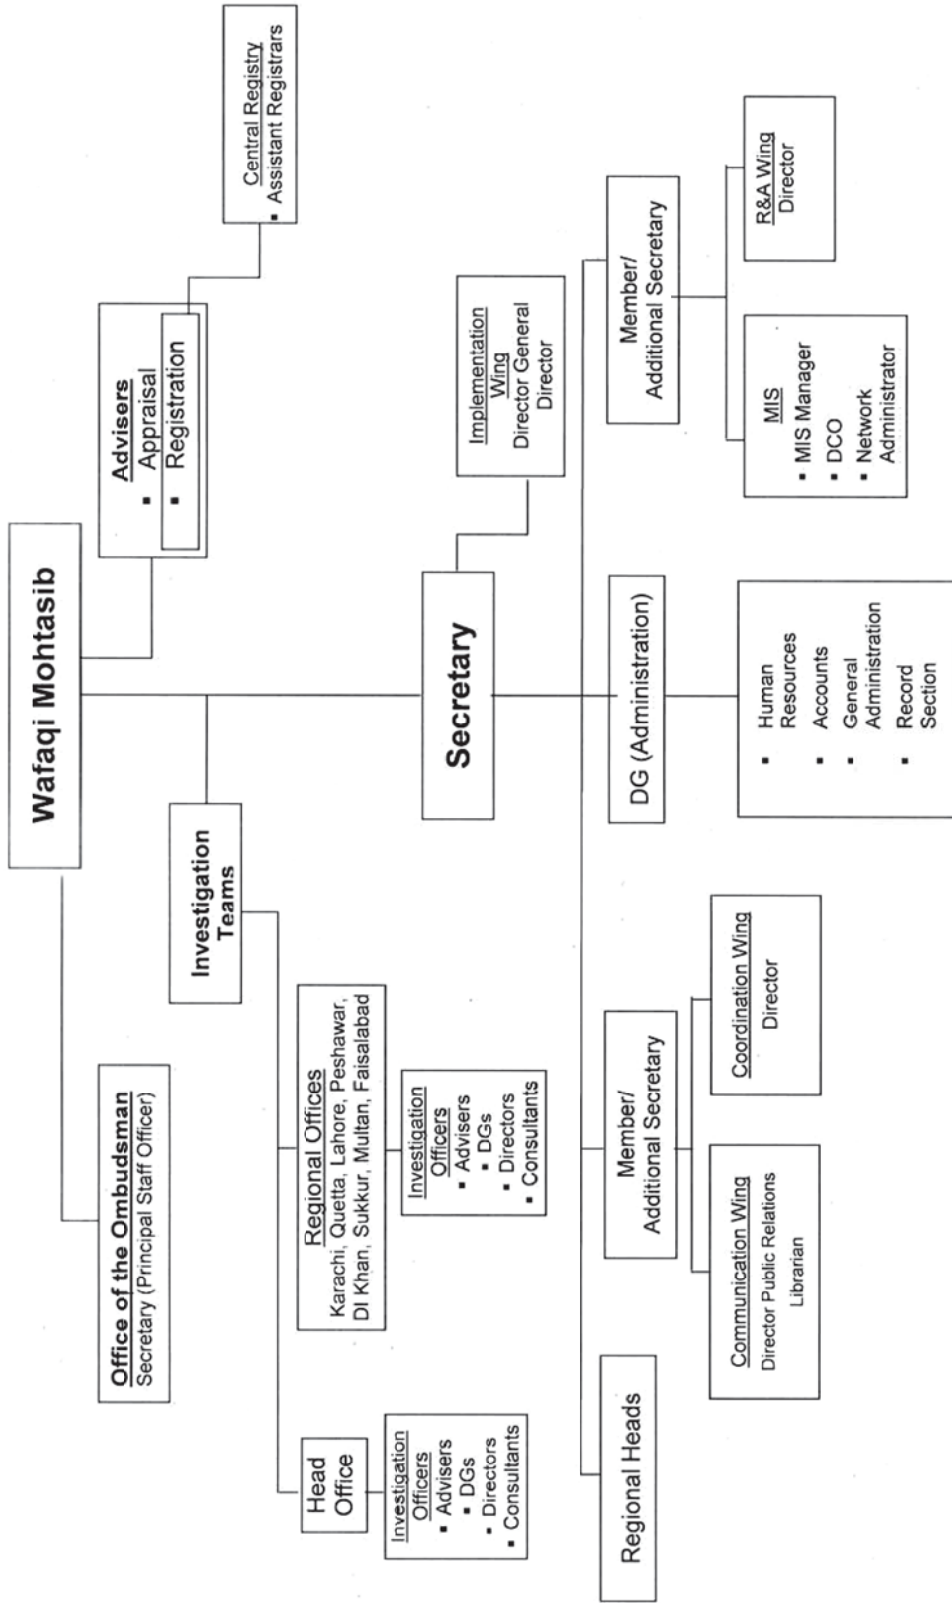 Wafaqi Mohtasib
Office of the Ombudsman
Secretary (Principal Staff Officer)
Advisers
▪ Appraisal
▪ Registration
Central Registry
▪ Assistant Registrars
Investigation
Teams
Head
Office
Investigation
Officers
▪ Advisers
▪ DGs
▪ Directors
▪ Consultants
Regional Offices
Karachi, Quetta, Lahore, Peshawar,
DI Khan, Sukkur, Multan, Faisalabad
Investigation
Officers
▪ Advisers
▪ DGs
▪ Directors
▪ Consultants
Secretary
Implementation
Wing
Director General
Director
Regional Heads
Member/
Additional Secretary
Communication Wing
Director Public Relations
Librarian
Coordination Wing
Director
DG (Administration)
▪ Human
Resources
▪ Accounts
▪ General
Administration
▪ Record
Section
Member/
Additional Secretary
MIS
▪ MIS Manager
▪ DCO
▪ Network
Administrator
R&A Wing
Director